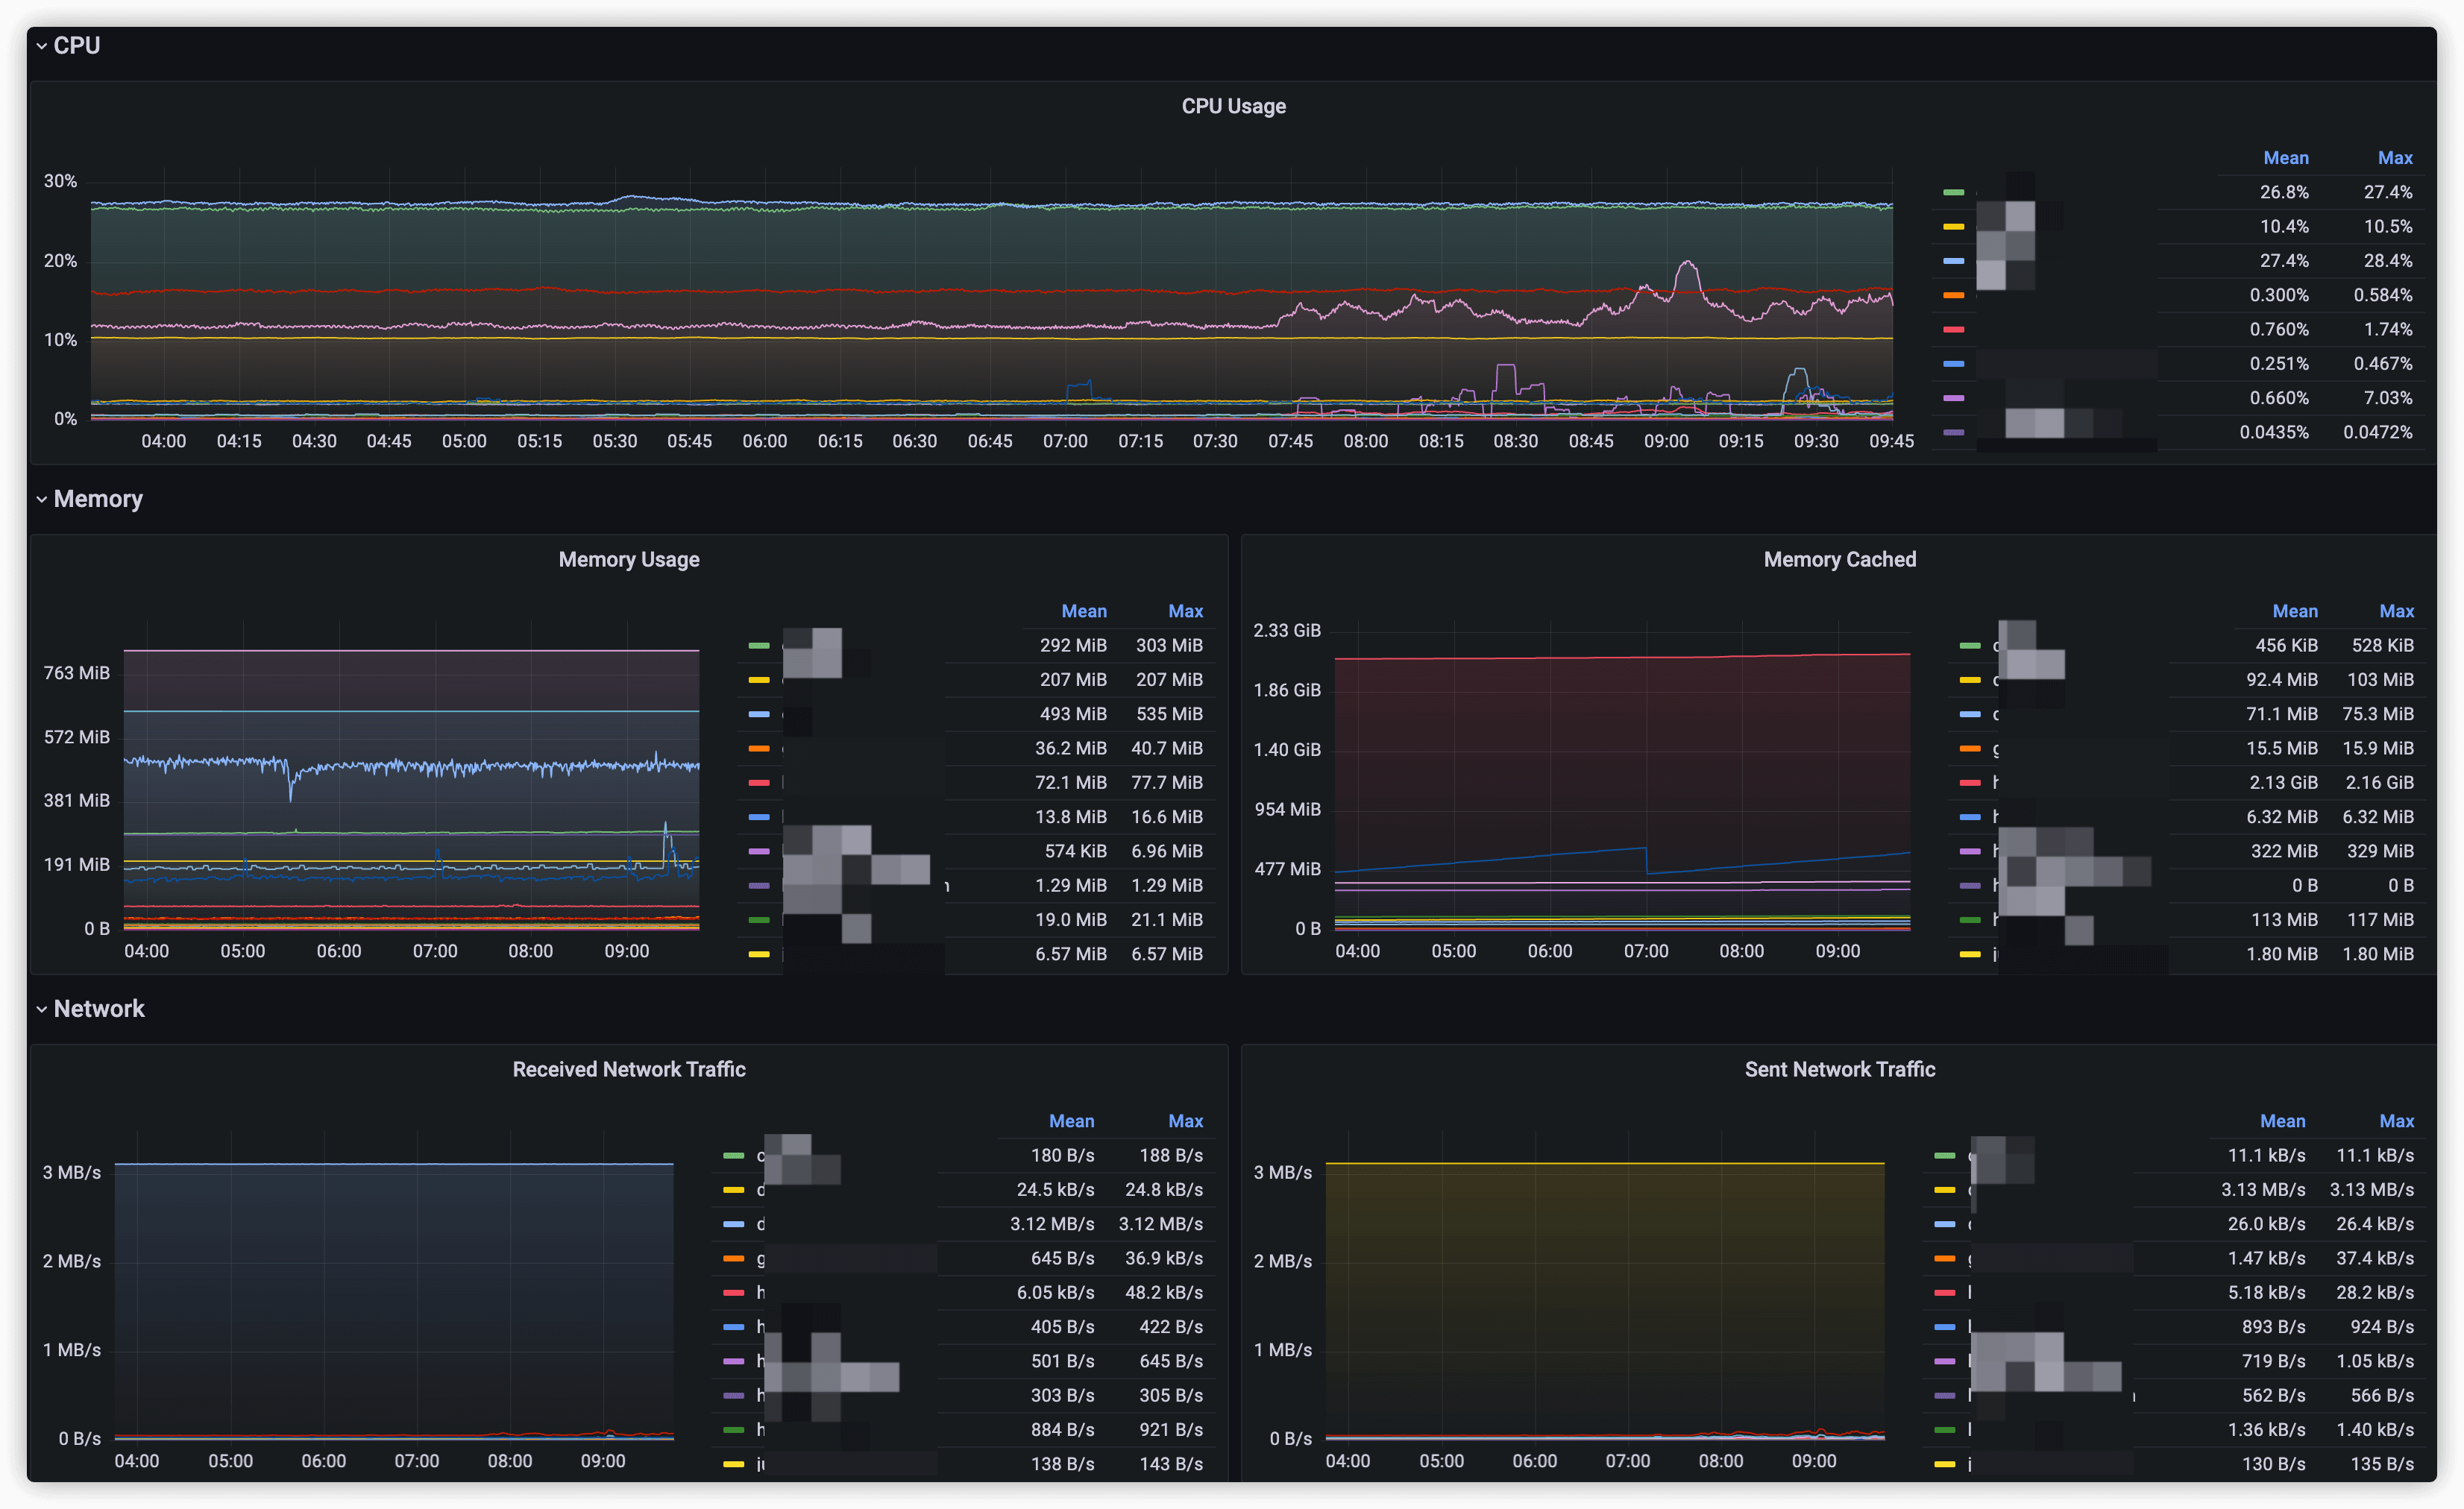 CPU
CPU Usage
Mean Max
30%
20%
10%
0%
04:00 04:15 04:30 04:45 05:00 05:15 05:30 05:45 06:00 06:15 06:30 06:45 07:00 07:15 07:30 07:45 08:00 08:15 08:30 08:45 09:00 09:15 09:30 09:45
26.8% 27.4%
10.4% 10.5%
27.4% 28.4%
0.300% 0.584%
0.760% 1.74%
0.251% 0.467%
0.660% 7.03%
0.0435% 0.0472%
Memory
Memory Usage
Mean Max
763 MiB
572 MiB
381 MiB
191 MiB
0 B
04:00 05:00 06:00 07:00 08:00 09:00
292 MiB 303 MiB
207 MiB 207 MiB
493 MiB 535 MiB
36.2 MiB 40.7 MiB
72.1 MiB 77.7 MiB
13.8 MiB 16.6 MiB
574 KiB 6.96 MiB
1.29 MiB 1.29 MiB
19.0 MiB 21.1 MiB
6.57 MiB 6.57 MiB
Memory Cached
Mean Max
2.33 GiB
1.86 GiB
1.40 GiB
954 MiB
477 MiB
0 B
04:00 05:00 06:00 07:00 08:00 09:00
456 KiB 528 KiB
92.4 MiB 103 MiB
71.1 MiB 75.3 MiB
15.5 MiB 15.9 MiB
2.13 GiB 2.16 GiB
6.32 MiB 6.32 MiB
322 MiB 329 MiB
0 B 0 B
113 MiB 117 MiB
1.80 MiB 1.80 MiB
Network
Received Network Traffic
Mean Max
3 MB/s
2 MB/s
1 MB/s
0 B/s
04:00 05:00 06:00 07:00 08:00 09:00
180 B/s 188 B/s
24.5 kB/s 24.8 kB/s
3.12 MB/s 3.12 MB/s
645 B/s 36.9 kB/s
6.05 kB/s 48.2 kB/s
405 B/s 422 B/s
501 B/s 645 B/s
303 B/s 305 B/s
884 B/s 921 B/s
138 B/s 143 B/s
Sent Network Traffic
Mean Max
3 MB/s
2 MB/s
1 MB/s
0 B/s
04:00 05:00 06:00 07:00 08:00 09:00
11.1 kB/s 11.1 kB/s
3.13 MB/s 3.13 MB/s
26.0 kB/s 26.4 kB/s
1.47 kB/s 37.4 kB/s
5.18 kB/s 28.2 kB/s
893 B/s 924 B/s
719 B/s 1.05 kB/s
562 B/s 566 B/s
1.36 kB/s 1.40 kB/s
130 B/s 135 B/s